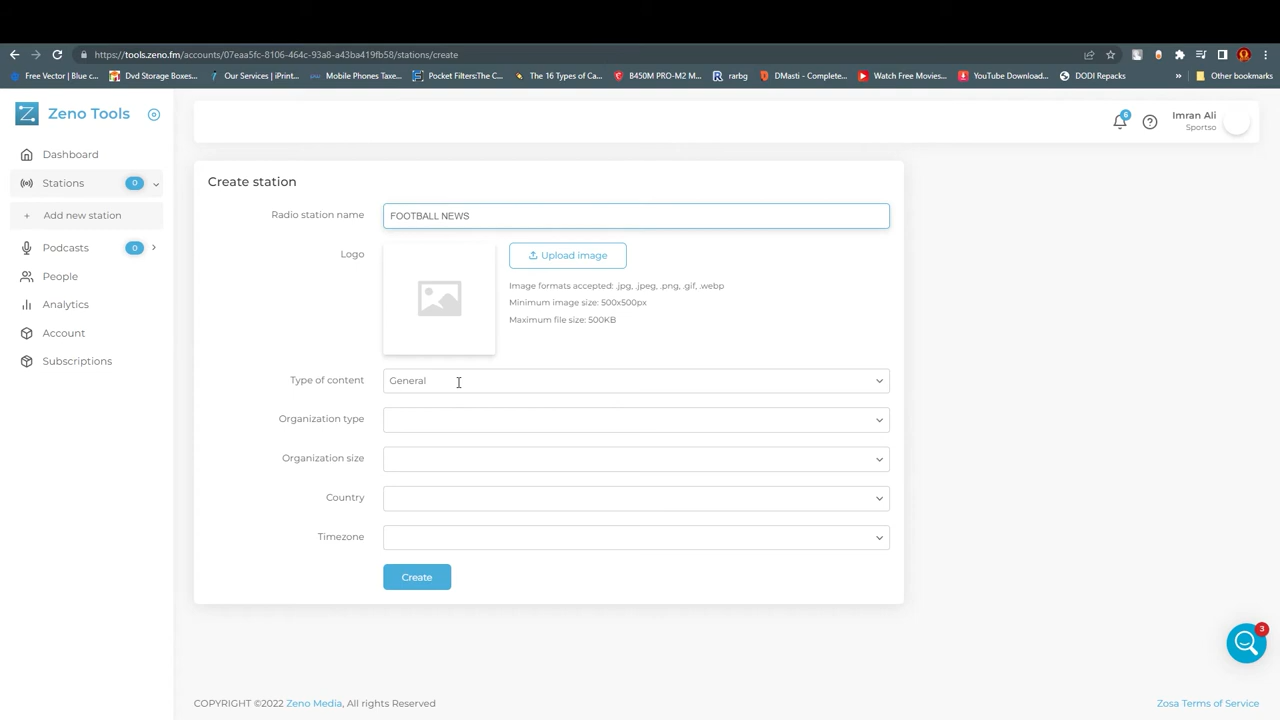 https://tools.zeno.fm/accounts/07eaa5fc-8106-464c-93a8-a43ba419fb58/stations/create
Free Vector | Blue c... Dvd Storage Boxes... Our Services | iPrint... Mobile Phones Taxe... Pocket Filters:The C... The 16 Types of Ca... B450M PRO-M2 M... rarbg DMasti - Complete... Watch Free Movies... YouTube Download... DODI Repacks » Other bookmarks
Zeno Tools
6
Imran Ali
Sportso
Dashboard
Stations 0
Add new station
Podcasts 0
People
Analytics
Account
Subscriptions
Create station
Radio station name FOOTBALL NEWS
Logo Upload image
Image formats accepted: .jpg, .jpeg, .png, .gif, .webp
Minimum image size: 500x500px
Maximum file size: 500KB
Type of content General
Organization type
Organization size
Country
Timezone
Create
3
COPYRIGHT ©2022 Zeno Media, All rights Reserved Zosa Terms of Service